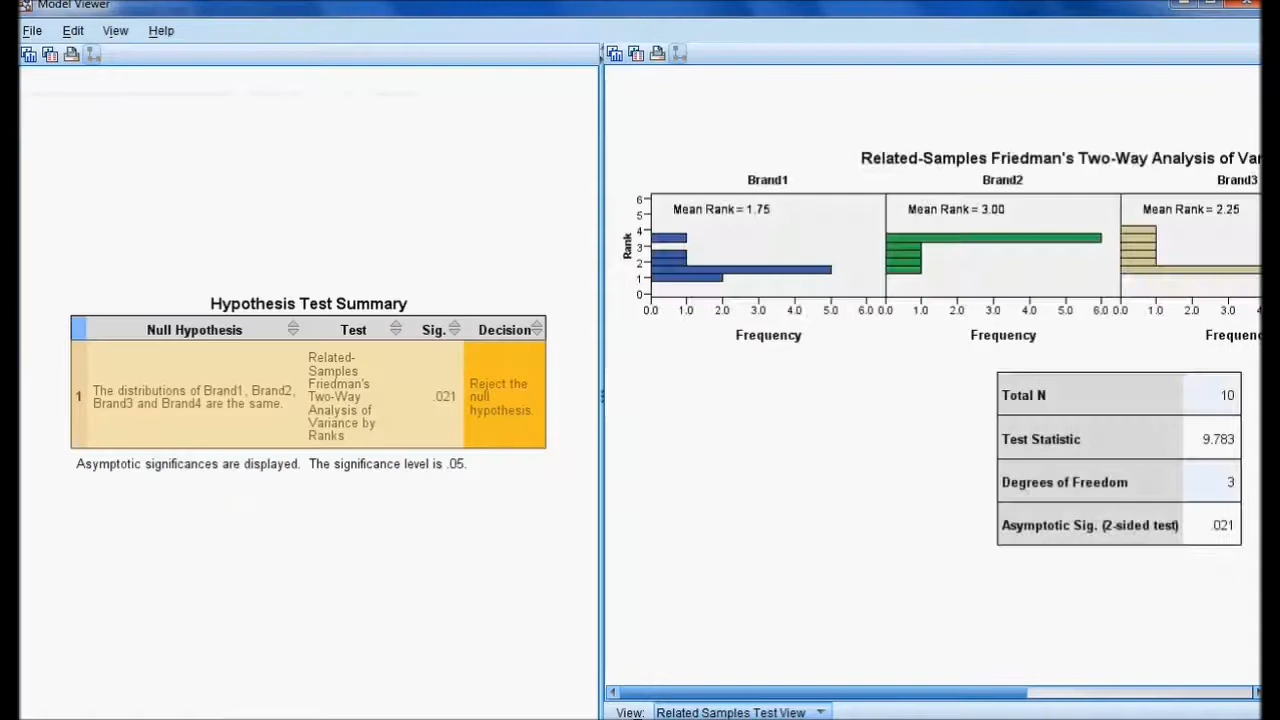 Model Viewer
File Edit View Help
Hypothesis Test Summary
Null Hypothesis Test Sig. Decision
1 The distributions of Brand1, Brand2,
Brand3 and Brand4 are the same.
Related-
Samples
Friedman's
Two-Way
Analysis of
Variance by
Ranks
.021
Reject the
null
hypothesis.
Asymptotic significances are displayed. The significance level is .05.
Related-Samples Friedman's Two-Way Analysis of Var
Brand1 Brand2 Brand3
Mean Rank = 1.75 Mean Rank = 3.00 Mean Rank = 2.25
Rank
6
5
4
3
2
1
0
0.0 1.0 2.0 3.0 4.0 5.0 6.0 0.0 1.0 2.0 3.0 4.0 5.0 6.0 0.0 1.0 2.0 3.0 4.
Frequency Frequency Frequen
Total N 10
Test Statistic 9.783
Degrees of Freedom 3
Asymptotic Sig. (2-sided test) .021
View: Related Samples Test View